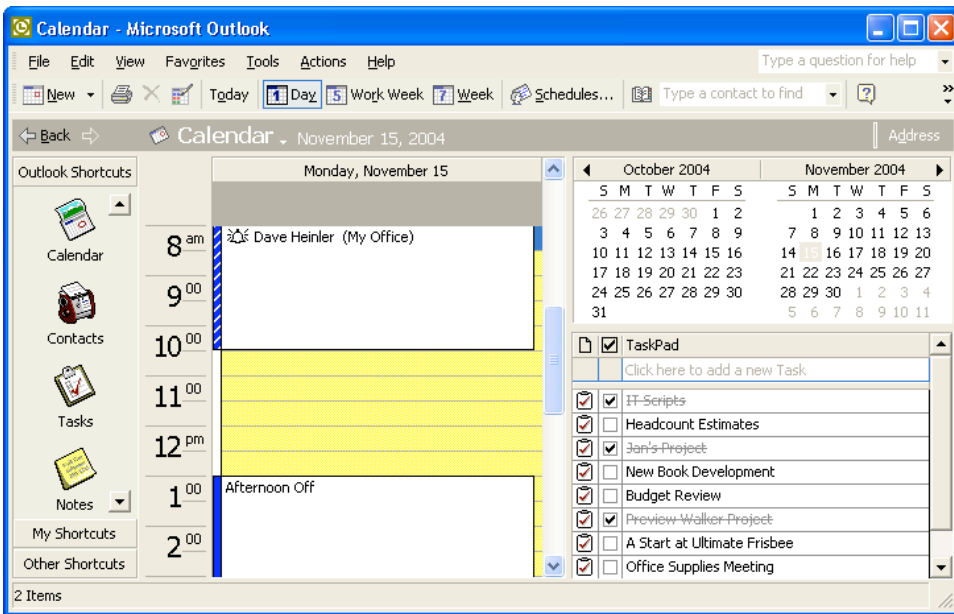 Calendar - Microsoft Outlook
File Edit View Favorites Tools Actions Help Type a question for help
New Today 1 Day 5 Work Week 7 Week Schedules... Type a contact to find
Back Calendar November 15, 2004 Address
Outlook Shortcuts
Calendar
Contacts
Tasks
Notes
My Shortcuts
Other Shortcuts
Monday, November 15
8 am Dave Heinler (My Office)
9 00
10 00
11 00
12 pm
1 00 Afternoon Off
2 00
October 2004
S M T W T F S
26 27 28 29 30 1 2
3 4 5 6 7 8 9
10 11 12 13 14 15 16
17 18 19 20 21 22 23
24 25 26 27 28 29 30
31
November 2004
S M T W T F S
1 2 3 4 5 6
7 8 9 10 11 12 13
14 15 16 17 18 19 20
21 22 23 24 25 26 27
28 29 30 1 2 3 4
5 6 7 8 9 10 11
TaskPad
Click here to add a new Task
IT Scripts
Headcount Estimates
Jan's Project
New Book Development
Budget Review
Preview Walker Project
A Start at Ultimate Frisbee
Office Supplies Meeting
2 Items